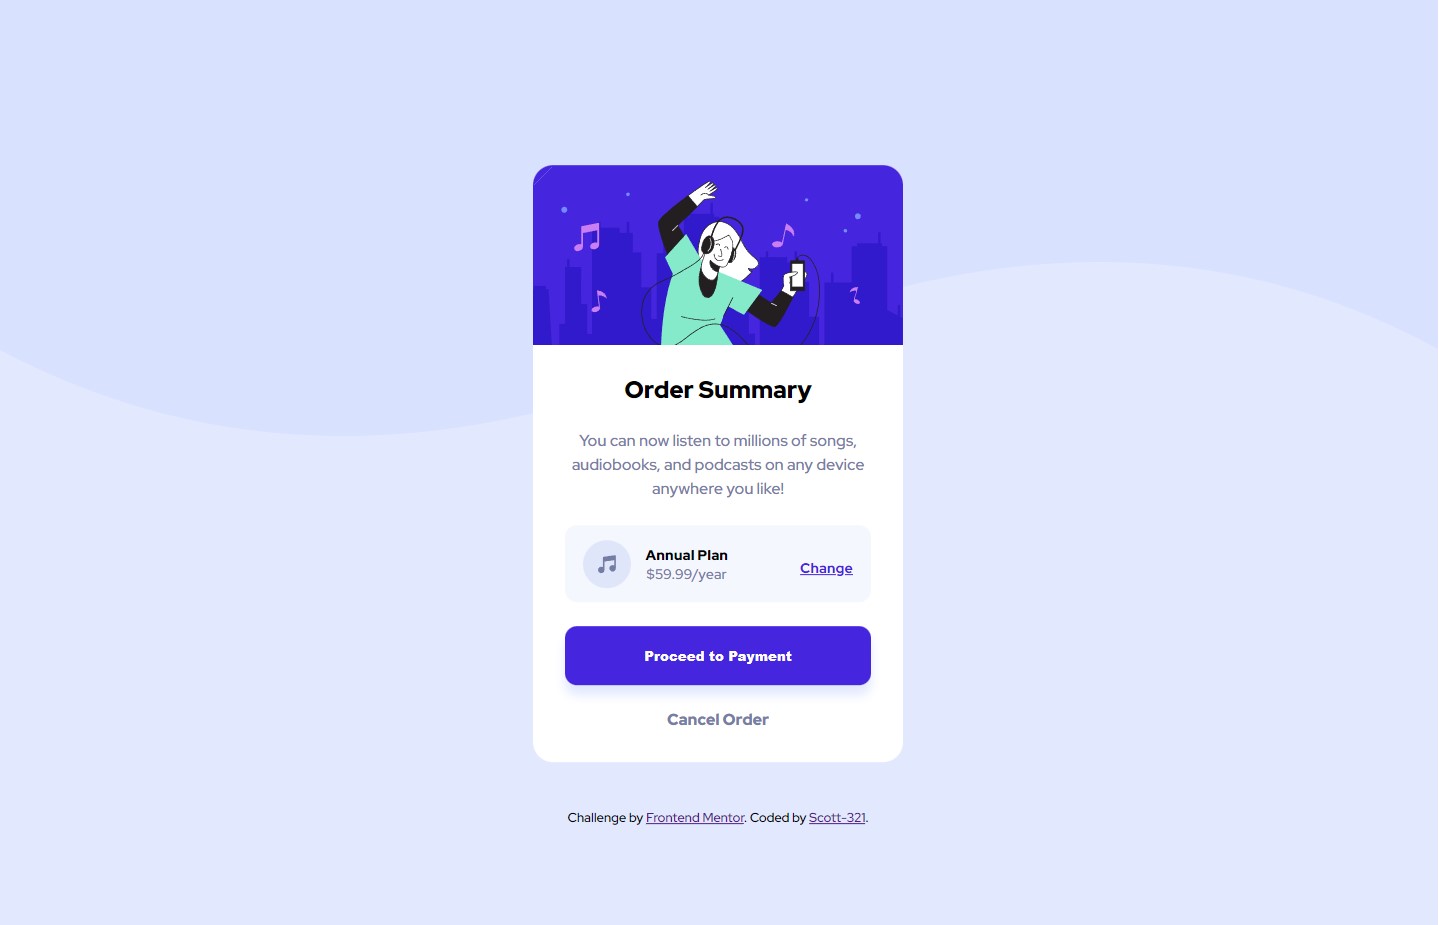 Order Summary
You can now listen to millions of songs,
audiobooks, and podcasts on any device
anywhere you like!
Annual Plan
$59.99/year
Change
Proceed to Payment
Cancel Order
Challenge by Frontend Mentor. Coded by Scott-321.